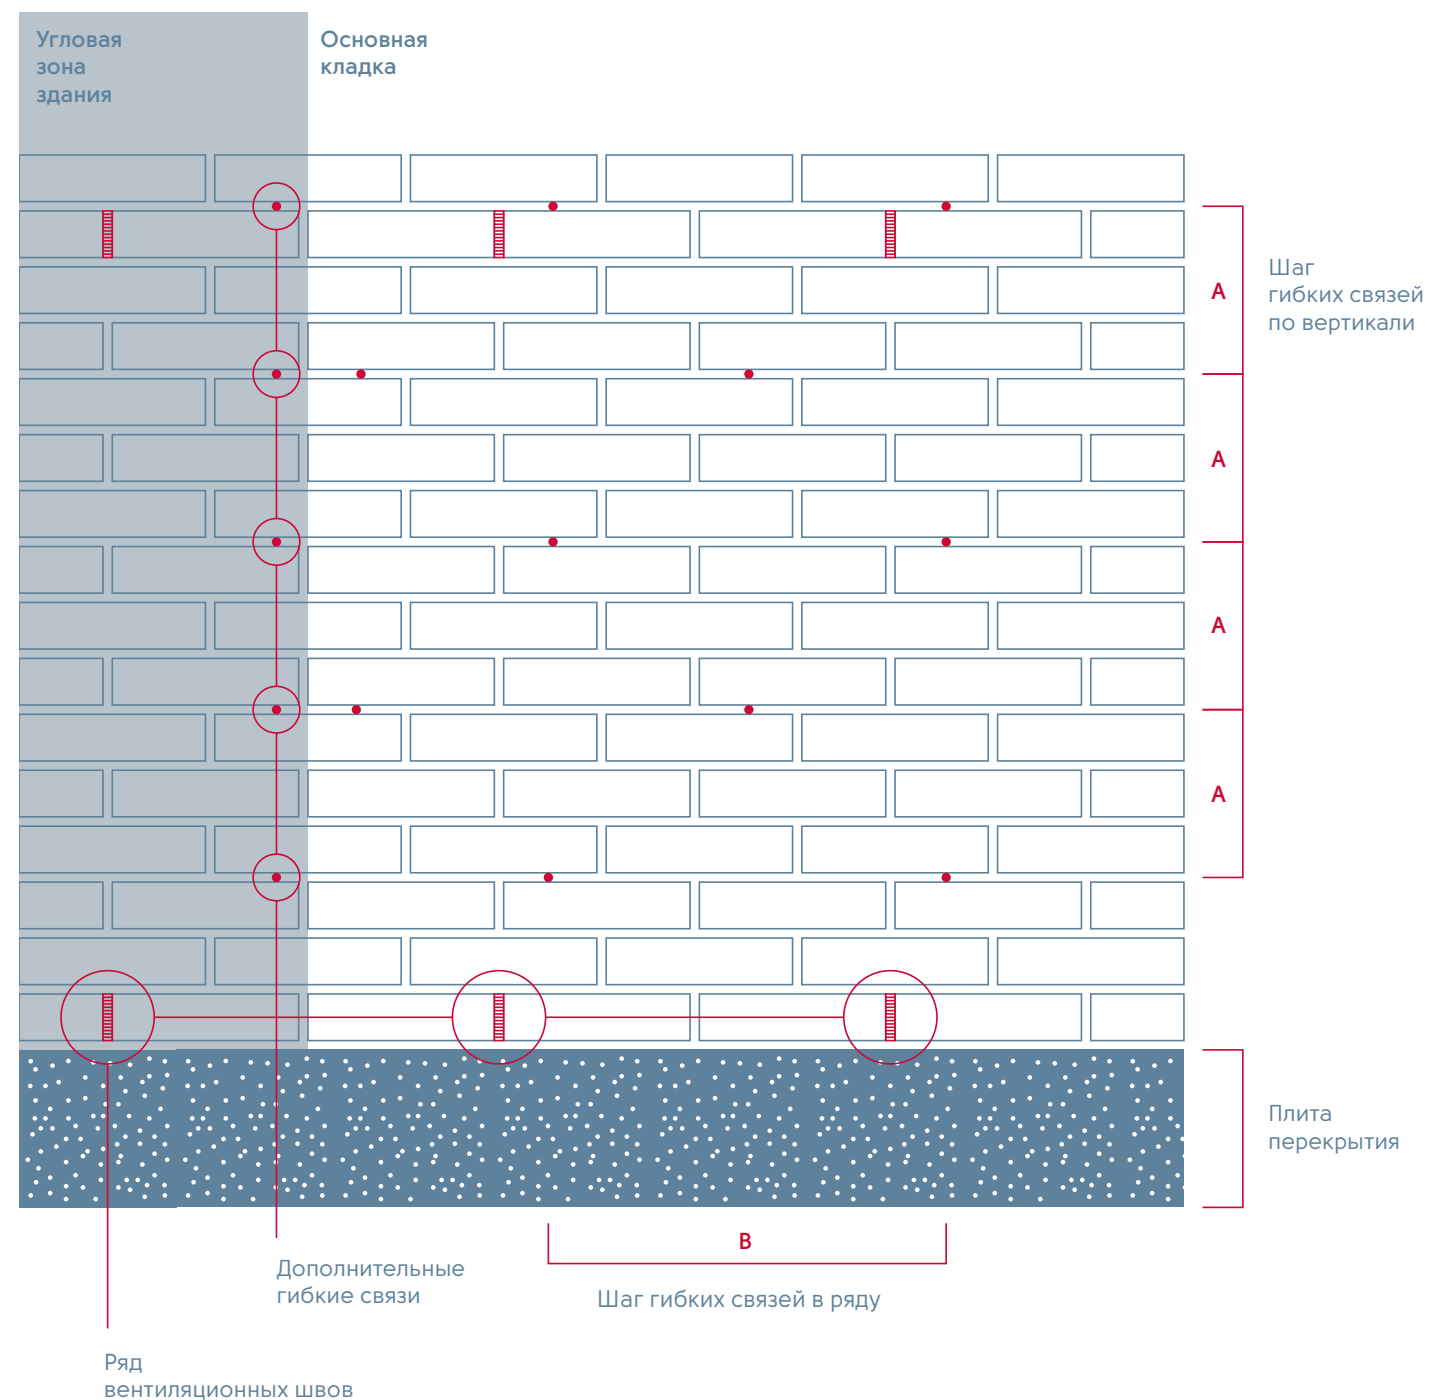 Угловая
зона
здания
Основная
кладка
A
Шаг
гибких связей
по вертикали
A
A
A
Плита
перекрытия
B
Дополнительные
гибкие связи
Шаг гибких связей в ряду
Ряд
вентиляционных швов